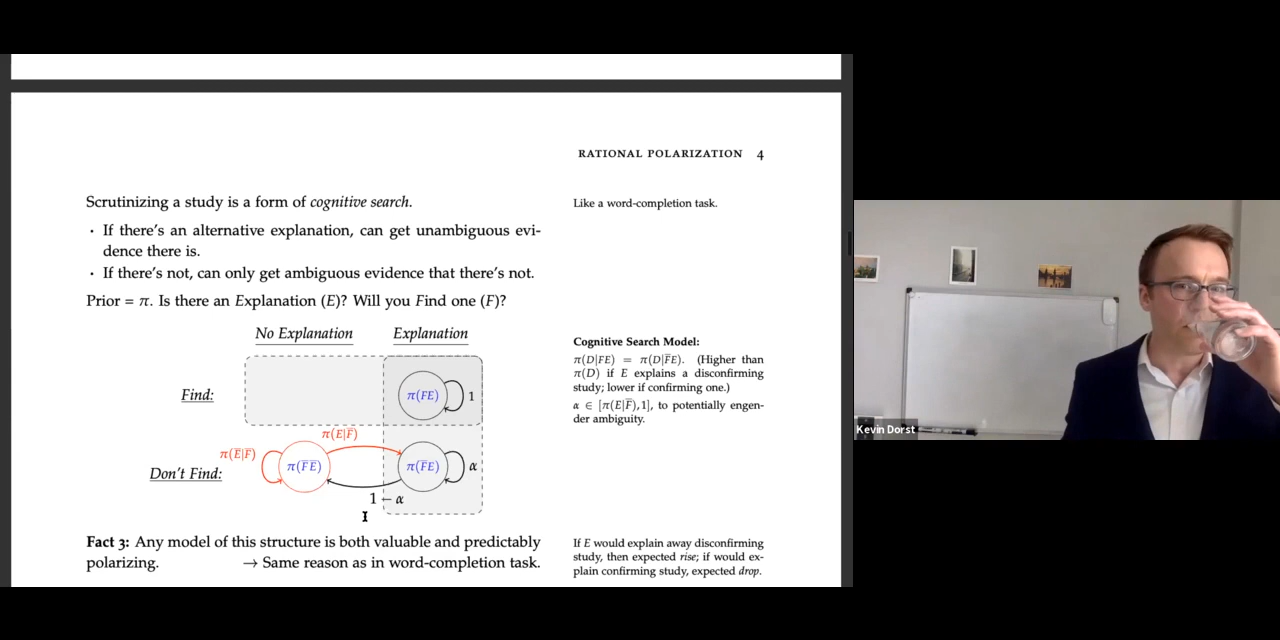 RATIONAL POLARIZATION 4
Scrutinizing a study is a form of cognitive search.
Like a word-completion task.
· If there's an alternative explanation, can get unambiguous evi-
dence there is.
· If there's not, can only get ambiguous evidence that there's not.
Prior = π. Is there an Explanation (E)? Will you Find one (F)?
No Explanation Explanation
Find:
π(FE) 1
π(E|F̅)
π(E̅|F̅)
π(F̅E̅) π(F̅E) α
Don't Find:
1 − α
Cognitive Search Model:
π(D|FE) = π(D|F̅E). (Higher than
π(D) if E explains a disconfirming
study; lower if confirming one.)
α ∈ [π(E|F̅), 1], to potentially engen-
der ambiguity.
Fact 3: Any model of this structure is both valuable and predictably
polarizing. → Same reason as in word-completion task.
If E would explain away disconfirming
study, then expected rise; if would ex-
plain confirming study, expected drop.
Kevin Dorst